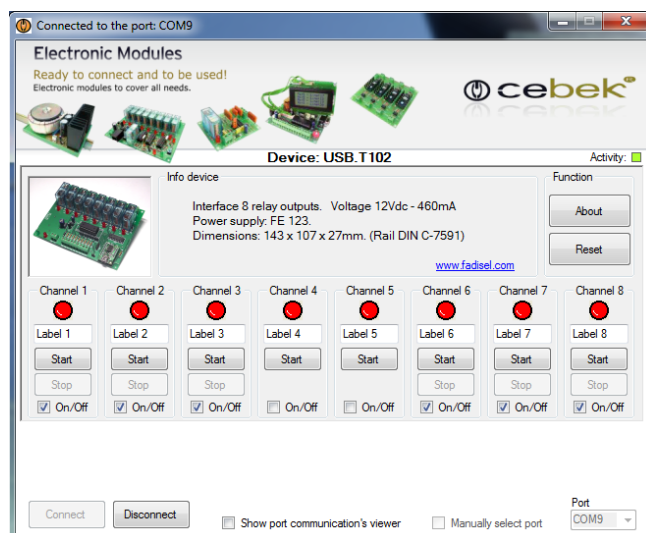 Connected to the port: COM9
Electronic Modules
Ready to connect and to be used!
Electronic modules to cover all needs.
cebek®
Device: USB.T102
Activity:
Info device
Function
Interface 8 relay outputs. Voltage 12Vdc - 460mA
Power supply: FE 123.
Dimensions: 143 x 107 x 27mm. (Rail DIN C-7591)
www.fadisel.com
About
Reset
Channel 1 Channel 2 Channel 3 Channel 4 Channel 5 Channel 6 Channel 7 Channel 8
Label 1 Label 2 Label 3 Label 4 Label 5 Label 6 Label 7 Label 8
Start Start Start Start Start Start Start Start
Stop Stop Stop Stop Stop Stop
On/Off On/Off On/Off On/Off On/Off On/Off On/Off On/Off
Port
Connect Disconnect Show port communication's viewer Manually select port COM9